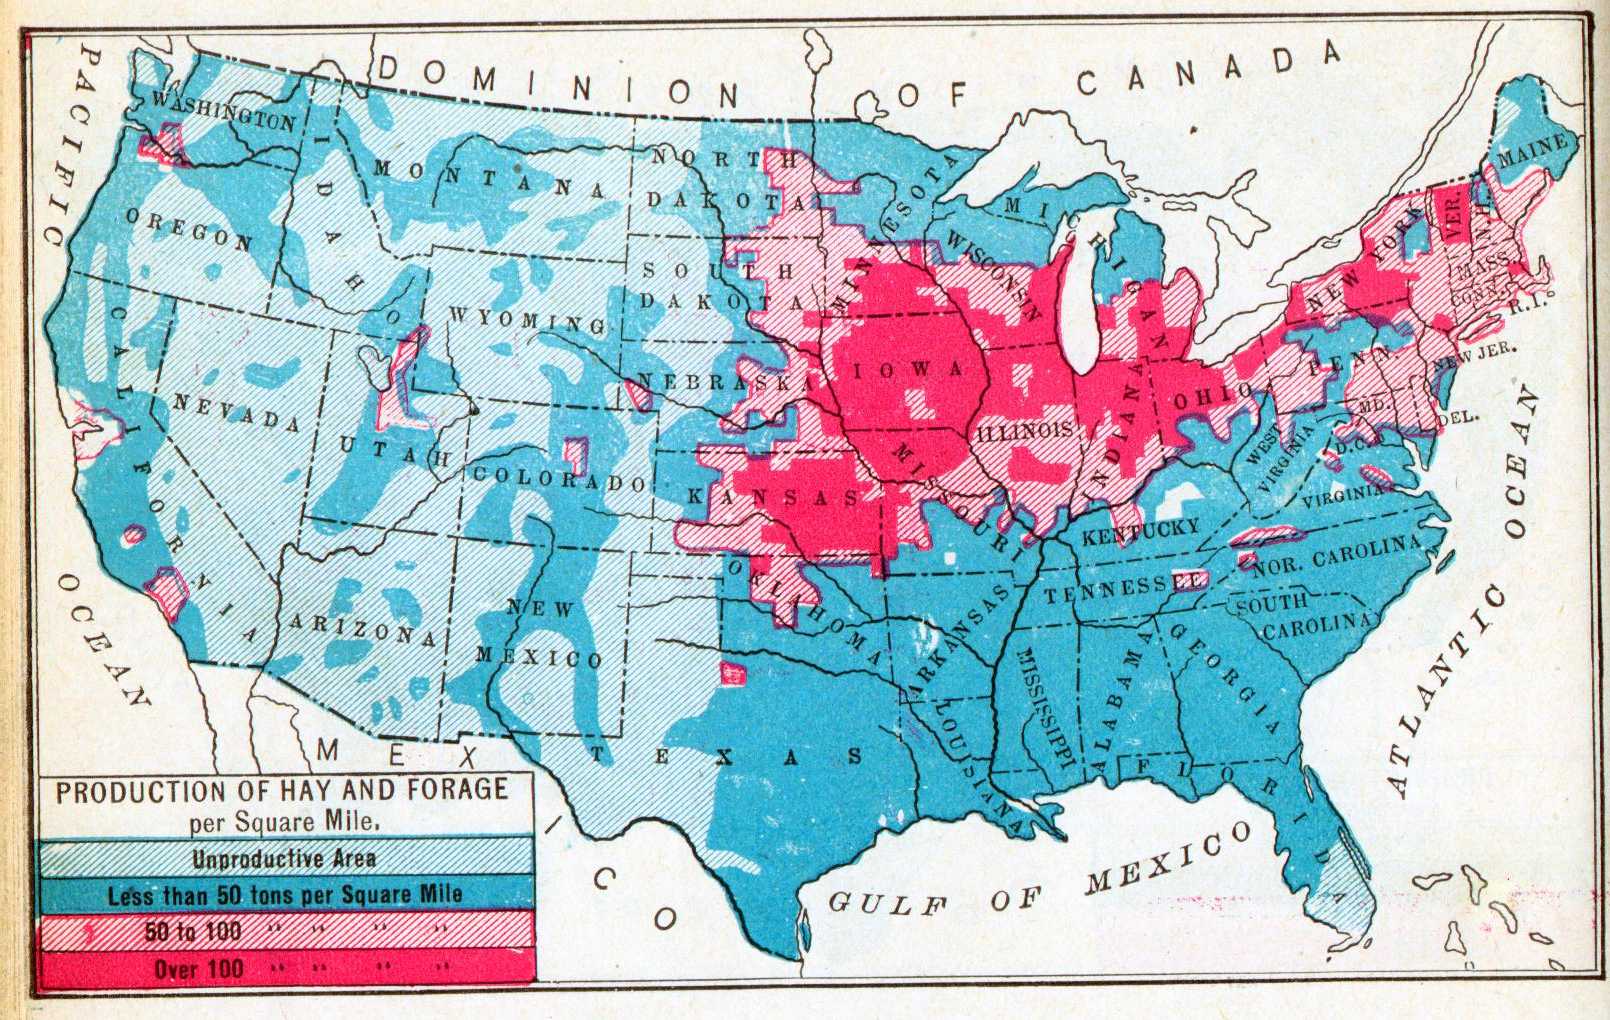 DOMINION OF CANADA
PACIFIC
OCEAN
WASHINGTON
OREGON
CALIFORNIA
IDAHO
NEVADA
MONTANA
WYOMING
UTAH
COLORADO
ARIZONA
NEW
MEXICO
NORTH
DAKOTA
SOUTH
DAKOTA
NEBRASKA
KANSAS
OKLAHOMA
TEXAS
MINNESOTA
IOWA
MISSOURI
ARKANSAS
LOUISIANA
WISCONSIN
MICHIGAN
ILLINOIS
INDIANA
OHIO
KENTUCKY
TENNESSEE
MISSISSIPPI
ALABAMA
GEORGIA
FLORIDA
SOUTH
CAROLINA
NOR. CAROLINA
VIRGINIA
WEST
VIRGINIA
D.C.
MD.
DEL.
PENN.
NEW JER.
NEW YORK
CONN.
R.I.
MASS.
VER.
N.H.
MAINE
ATLANTIC OCEAN
GULF OF MEXICO
MEXICO
PRODUCTION OF HAY AND FORAGE
per Square Mile.
Unproductive Area
Less than 50 tons per Square Mile
50 to 100 " " " "
Over 100 " " " "